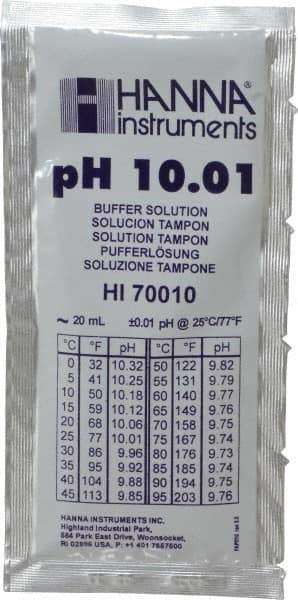 HANNA®
instruments
pH 10.01
BUFFER SOLUTION
SOLUCION TAMPON
SOLUTION TAMPON
PUFFERLÖSUNG
SOLUZIONE TAMPONE
HI 70010
~ 20 mL ±0.01 pH @ 25°C/77°F
°C °F pH °C °F pH
0 32 10.32 50 122 9.82
5 41 10.25 55 131 9.79
10 50 10.18 60 140 9.77
15 59 10.12 65 149 9.76
20 68 10.06 70 158 9.75
25 77 10.01 75 167 9.74
30 86 9.96 80 176 9.73
35 95 9.92 85 185 9.74
40 104 9.88 90 194 9.75
45 113 9.85 95 203 9.76
HANNA INSTRUMENTS INC.
Highland Industrial Park,
584 Park East Drive, Woonsocket,
RI 02895 USA, P: +1 401 7657500